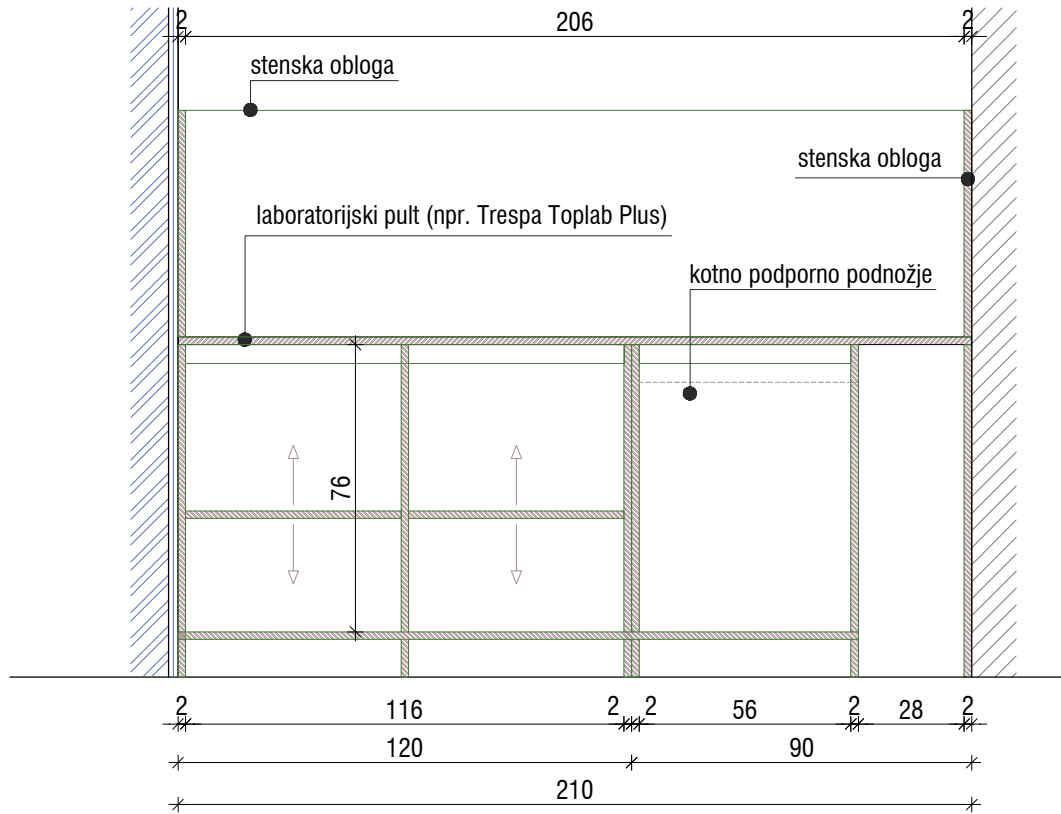 2 206 2
stenska obloga
stenska obloga
laboratorijski pult (npr. Trespa Toplab Plus)
kotno podporno podnožje
76
2 116 2 2 56 2 28 2
120 90
210